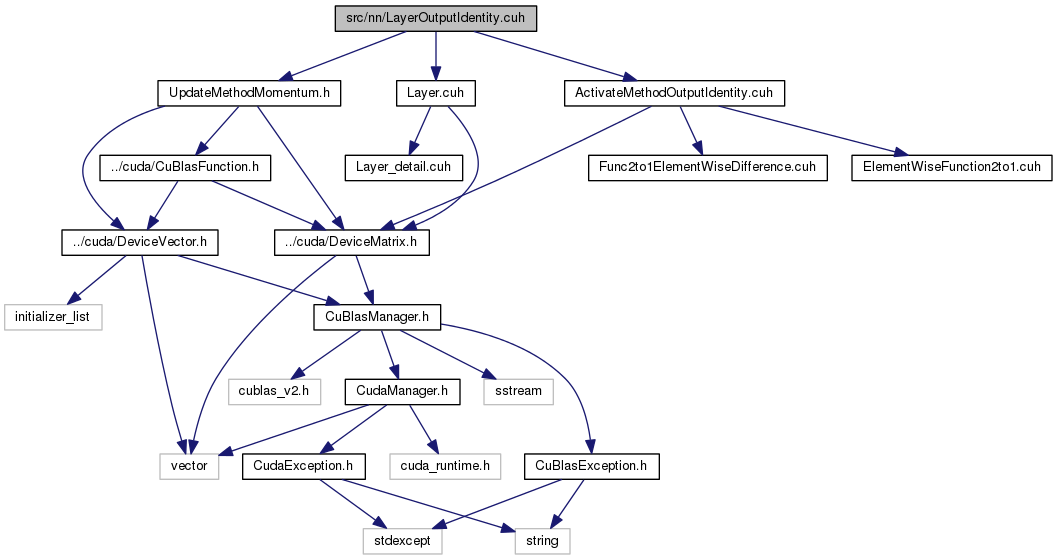 src/nn/LayerOutputIdentity.cuh
UpdateMethodMomentum.h
Layer.cuh
ActivateMethodOutputIdentity.cuh
../cuda/CuBlasFunction.h
Layer_detail.cuh
Func2to1ElementWiseDifference.cuh
ElementWiseFunction2to1.cuh
../cuda/DeviceVector.h
../cuda/DeviceMatrix.h
initializer_list
CuBlasManager.h
cublas_v2.h
CudaManager.h
sstream
vector
CudaException.h
cuda_runtime.h
CuBlasException.h
stdexcept
string